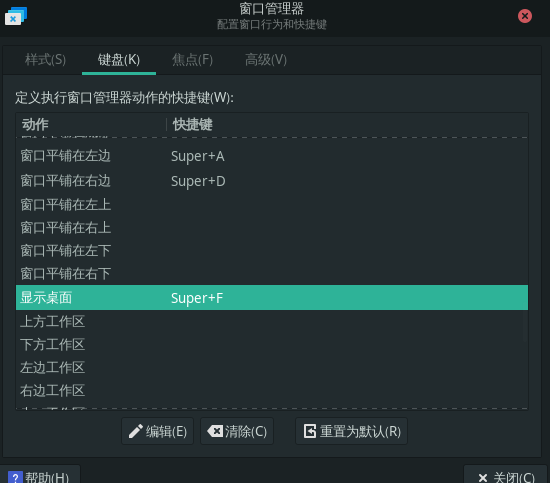 窗口管理器
配置窗口行为和快捷键
样式(S) 键盘(K) 焦点(F) 高级(V)
定义执行窗口管理器动作的快捷键(W):
动作 快捷键
窗口平铺在左边 Super+A
窗口平铺在右边 Super+D
窗口平铺在左上
窗口平铺在右上
窗口平铺在左下
窗口平铺在右下
显示桌面 Super+F
上方工作区
下方工作区
左边工作区
右边工作区
编辑(E) 清除(C) 重置为默认(R)
帮助(H) 关闭(C)